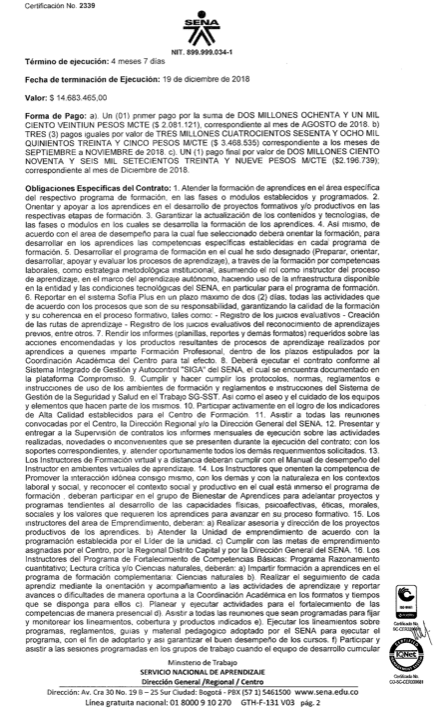 Certificación No. 2339
SENA
NIT. 899.999.034-1
Término de ejecución: 4 meses 7 días
Fecha de terminación de Ejecución: 19 de diciembre de 2018
Valor: $ 14.683.465,00
Forma de Pago: a). Un (01) primer pago por la suma de DOS MILLONES OCHENTA Y UN MIL
CIENTO VEINTIUN PESOS MCTE ($ 2.081.121), correspondiente al mes de AGOSTO de 2018. b)
TRES (3) pagos iguales por valor de TRES MILLONES CUATROCIENTOS SESENTA Y OCHO MIL
QUINIENTOS TREINTA Y CINCO PESOS M/CTE ($ 3.468.535) correspondiente a los meses de
SEPTIEMBRE a NOVIEMBRE de 2018. c). UN (1) pago final por valor de DOS MILLONES CIENTO
NOVENTA Y SEIS MIL SETECIENTOS TREINTA Y NUEVE PESOS M/CTE ($2.196.739);
correspondiente al mes de Diciembre de 2018.
Obligaciones Específicas del Contrato: 1. Atender la formación de aprendices en el área específica
del respectivo programa de formación, en las fases o módulos establecidos y programados. 2.
Orientar y apoyar a los aprendices en el desarrollo de proyectos formativos y/o productivos en las
respectivas etapas de formación. 3. Garantizar la actualización de los contenidos y tecnologías, de
las fases o módulos en los cuales se desarrolla la formación de los aprendices. 4. Así mismo, de
acuerdo con el área de desempeño para la cual fue seleccionado deberá orientar la formación, para
desarrollar en los aprendices las competencias específicas establecidas en cada programa de
formación. 5. Desarrollar el programa de formación en el cual he sido designado (Preparar, orientar,
desarrollar, apoyar y evaluar los procesos de aprendizaje), a través de la formación por competencias
laborales, como estrategia metodológica institucional, asumiendo el rol como instructor del proceso
de aprendizaje, en el marco del aprendizaje autónomo, haciendo uso de la infraestructura disponible
en la entidad y las condiciones tecnológicas del SENA, en particular para el programa de formación.
6. Reportar en el sistema Sofía Plus en un plazo máximo de dos (2) días, todas las actividades que
de acuerdo con los procesos que son de su responsabilidad, garantizando la calidad de la formación
y su coherencia en el proceso formativo, tales como: - Registro de los juicios evaluativos - Creación
de las rutas de aprendizaje - Registro de los juicios evaluativos del reconocimiento de aprendizajes
previos, entre otros. 7. Rendir los informes (planillas, reportes y demás formatos) requeridos sobre las
acciones encomendadas y los productos resultantes de procesos de aprendizaje realizados por
aprendices a quienes imparte Formación Profesional, dentro de los plazos estipulados por la
Coordinación Académica del Centro para tal efecto. 8. Deberá ejecutar el contrato conforme al
Sistema Integrado de Gestión y Autocontrol "SIGA" del SENA, el cual se encuentra documentado en
la plataforma Compromiso. 9. Cumplir y hacer cumplir los protocolos, normas, reglamentos e
instrucciones de uso de los ambientes de formación y reglamentos e instrucciones del Sistema de
Gestión de la Seguridad y Salud en el Trabajo SG-SST. Así como el aseo y el cuidado de los equipos
y elementos que hacen parte de los mismos. 10. Participar activamente en el logro de los indicadores
de Alta Calidad establecidos para el Centro de Formación. 11. Asistir a todas las reuniones
convocadas por el Centro, la Dirección Regional y/o la Dirección General del SENA. 12. Presentar y
entregar a la Supervisión de contratos los informes mensuales de ejecución sobre las actividades
realizadas, novedades o inconvenientes que se presenten durante la ejecución del contrato; con los
soportes correspondientes, y, atender oportunamente todos los demás requerimientos solicitados. 13.
Los Instructores de Formación virtual y a distancia deberán cumplir con el Manual de desempeño del
Instructor en ambientes virtuales de aprendizaje. 14. Los Instructores que orienten la competencia de
Promover la interacción idónea consigo mismo, con los demás y con la naturaleza en los contextos
laboral y social, y reconocer el contexto social y productivo en el cual está inmerso el programa de
formación , deberán participar en el grupo de Bienestar de Aprendices para adelantar proyectos y
programas tendientes al desarrollo de las capacidades físicas, psicoafectivas, éticas, morales,
sociales y los valores que requieren los aprendices para avanzar en su proceso formativo. 15. Los
instructores del área de Emprendimiento, deberán: a) Realizar asesoría y dirección de los proyectos
productivos de los aprendices. b) Atender la Unidad de emprendimiento de acuerdo con la
programación establecida por el Líder de la unidad. c) Cumplir con las metas de emprendimiento
asignadas por el Centro, por la Regional Distrito Capital y por la Dirección General del SENA. 16. Los
Instructores del Programa de Fortalecimiento de Competencias Básicas: Programa Razonamiento
cuantitativo; Lectura crítica y/o Ciencias naturales, deberán: a) Impartir formación a aprendices en el
programa de formación complementaria: Ciencias naturales b). Realizar el seguimiento de cada
aprendiz mediante la orientación y acompañamiento a las actividades de aprendizaje y reportar
avances o dificultades de manera oportuna a la Coordinación Académica en los formatos y tiempos
que se disponga para ellos c). Planear y ejecutar actividades para el fortalecimiento de las
competencias de manera presencial d). Asistir a todas las reuniones que sean programadas para fijar
y monitorear los lineamientos, cobertura y productos indicados e). Ejecutar los lineamientos sobre
programas, reglamentos, guías y material pedagógico adoptado por el SENA para ejecutar el
programa, con el fin de adoptarlo y así garantizar el buen desempeño de los cursos. f) Participar y
asistir a las sesiones programadas en los grupos de trabajo cuando el equipo de desarrollo curricular
Ministerio de Trabajo
SERVICIO NACIONAL DE APRENDIZAJE
Dirección General /Regional / Centro
Dirección: Av. Cra 30 No. 19 B – 25 Sur Ciudad: Bogotá - PBX (57 1) 5461500 www.sena.edu.co
Línea gratuita nacional: 01 8000 9 10 270 GTH-F-131 V03 pág. 2
IQNet